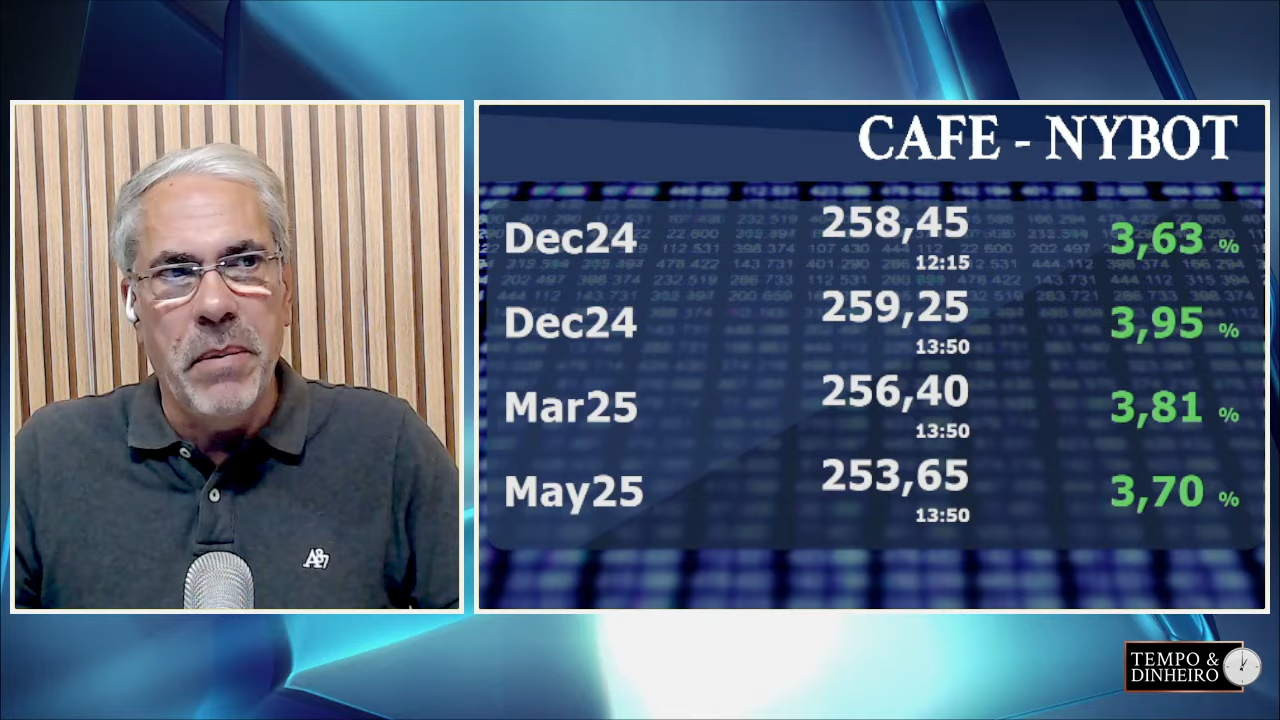 CAFE - NYBOT
Dec24 258,45 3,63 %
12:15
Dec24 259,25 3,95 %
13:50
Mar25 256,40 3,81 %
13:50
May25 253,65 3,70 %
13:50
TEMPO &
DINHEIRO